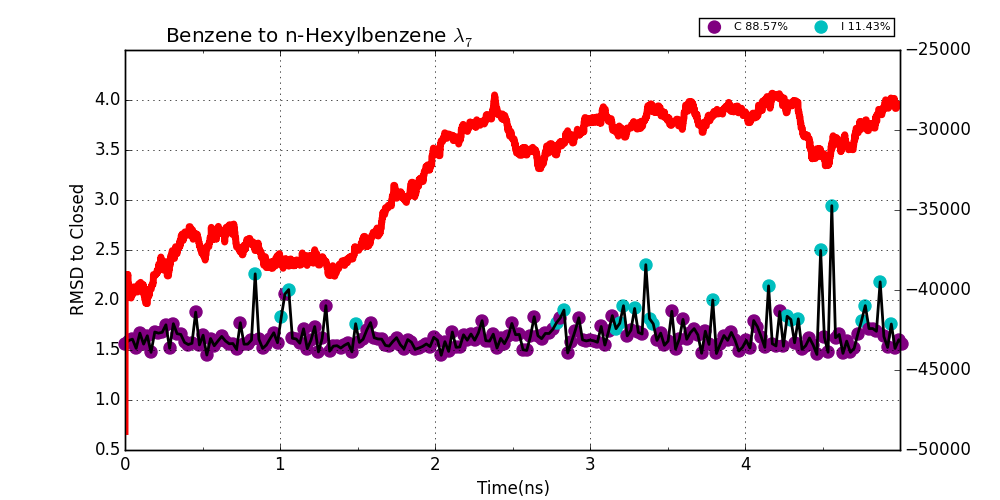 Benzene to n-Hexylbenzene λ7
C 88.57% I 11.43%
RMSD to Closed
4.0
3.5
3.0
2.5
2.0
1.5
1.0
0.5
−25000
−30000
−35000
−40000
−45000
−50000
0 1 2 3 4
Time(ns)